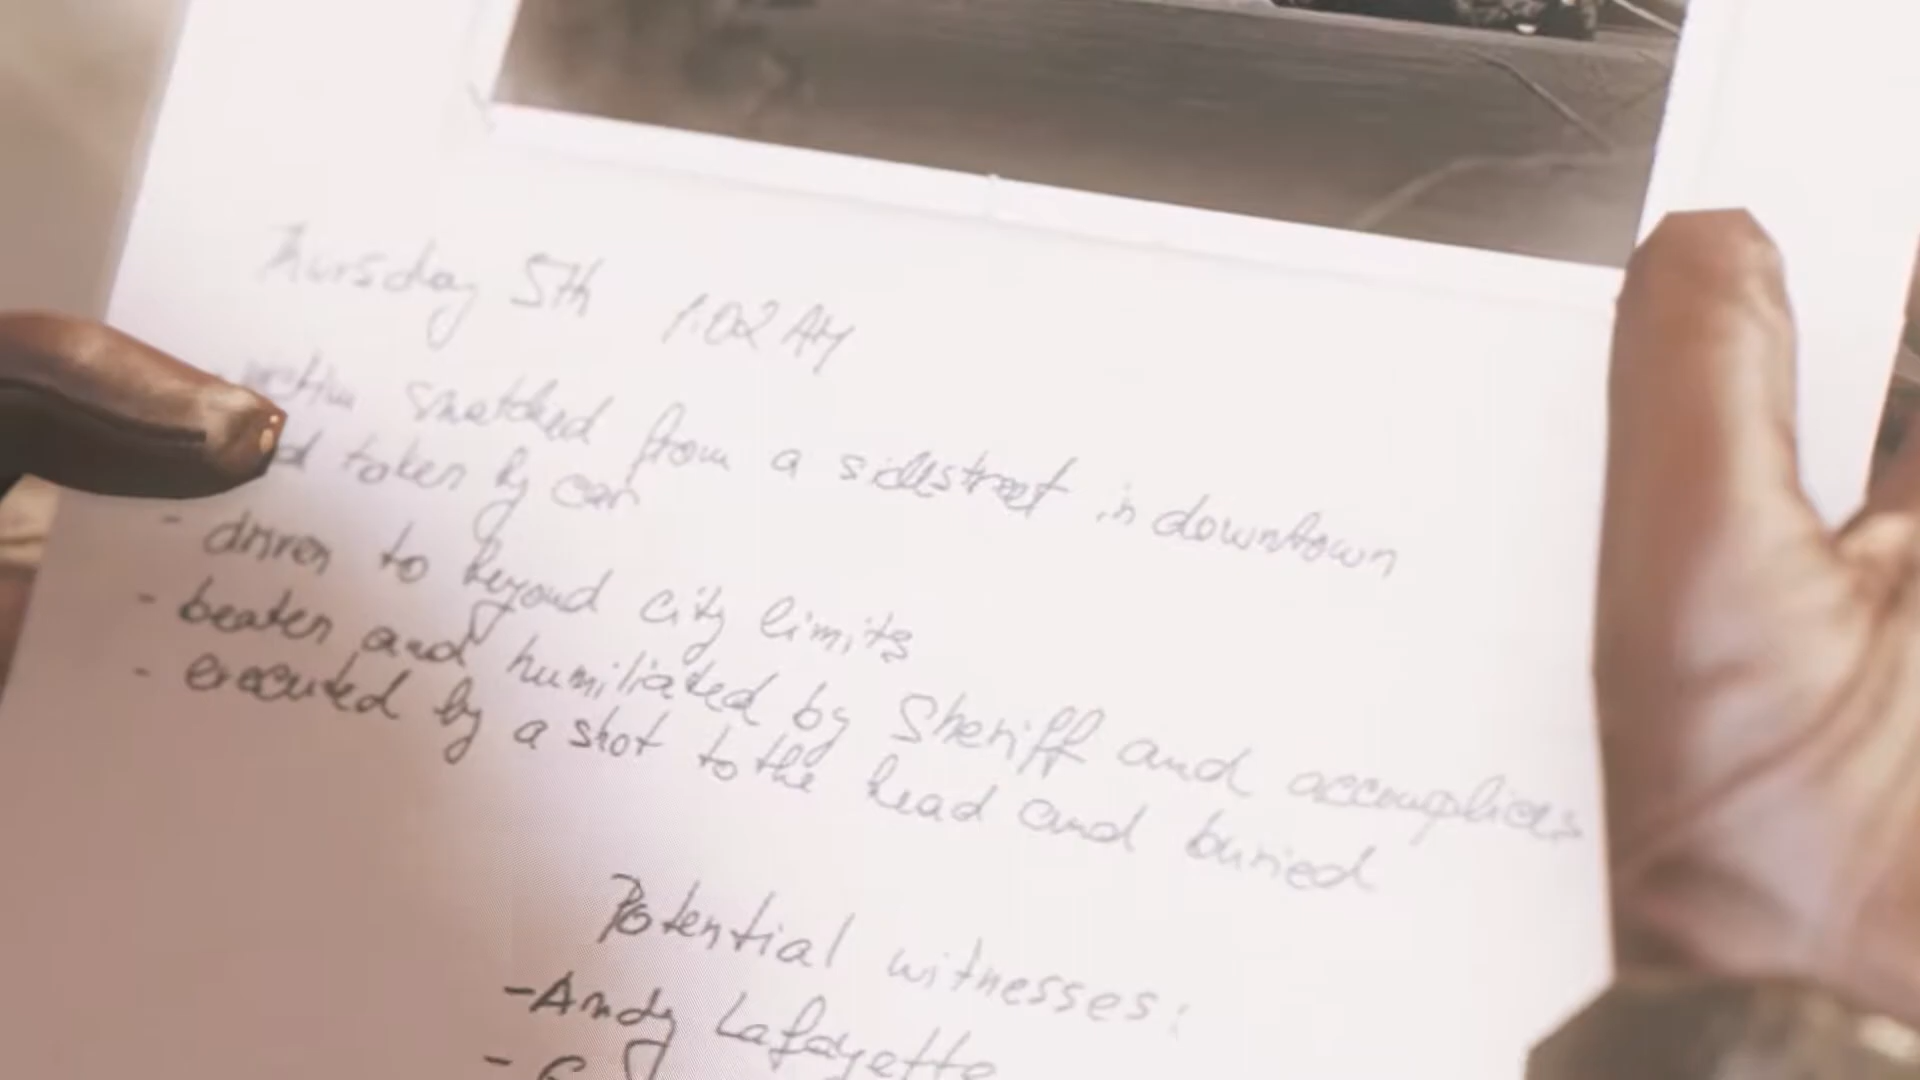 Thursday 5th 1:02 AM
victim snatched from a sidestreet in downtown
taken by car
- driven to beyond city limits
- beaten and humiliated by Sheriff and accomplices
- executed by a shot to the head and buried
Potential witnesses:
- Andy Lafayette
-